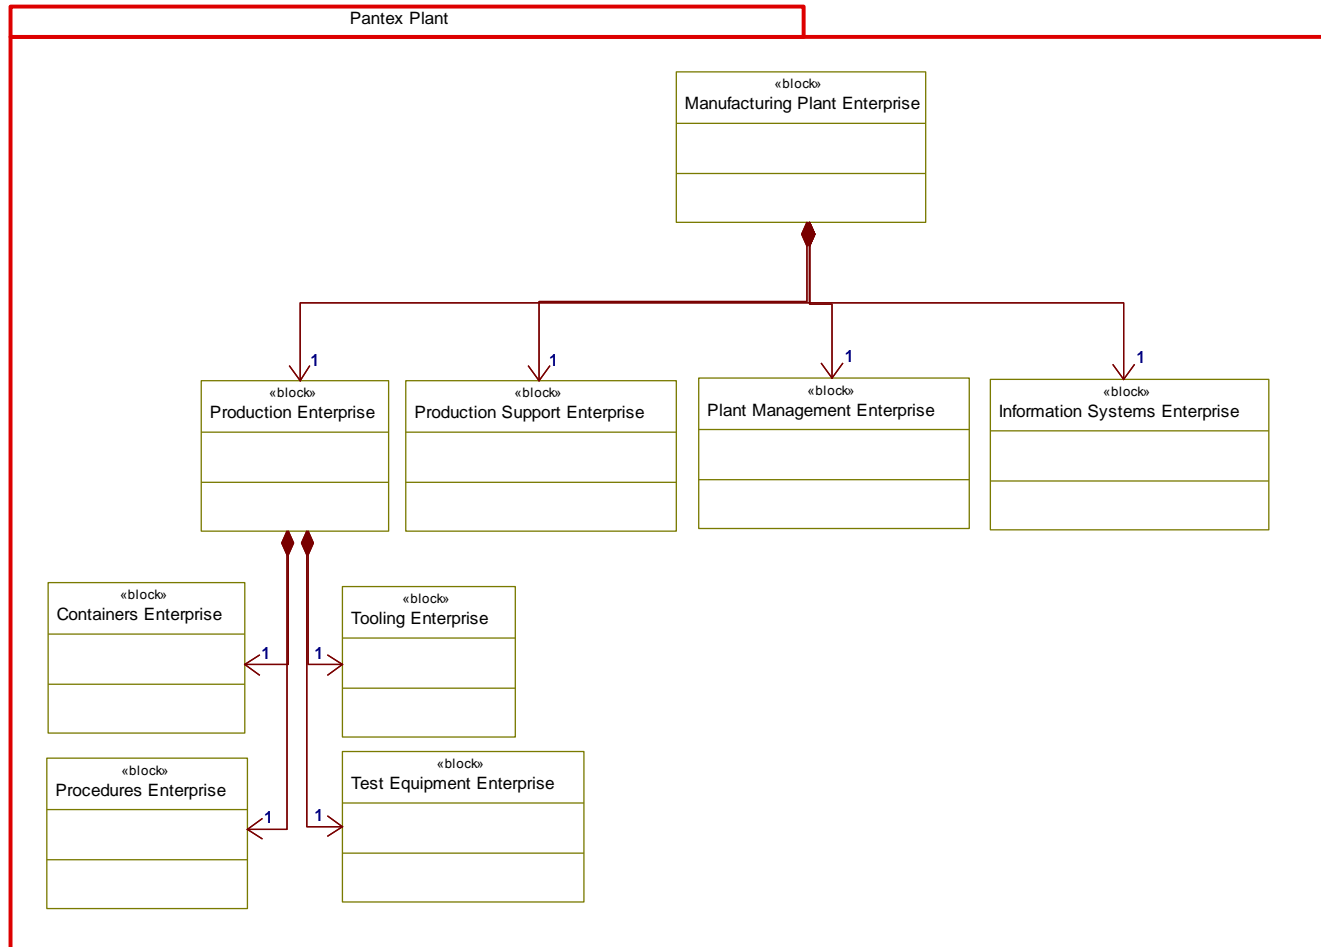 Pantex Plant
«block»
Manufacturing Plant Enterprise
1
1
1
1
«block»
Production Enterprise
«block»
Production Support Enterprise
«block»
Plant Management Enterprise
«block»
Information Systems Enterprise
«block»
Containers Enterprise
1
1
«block»
Tooling Enterprise
«block»
Procedures Enterprise
1
1
«block»
Test Equipment Enterprise